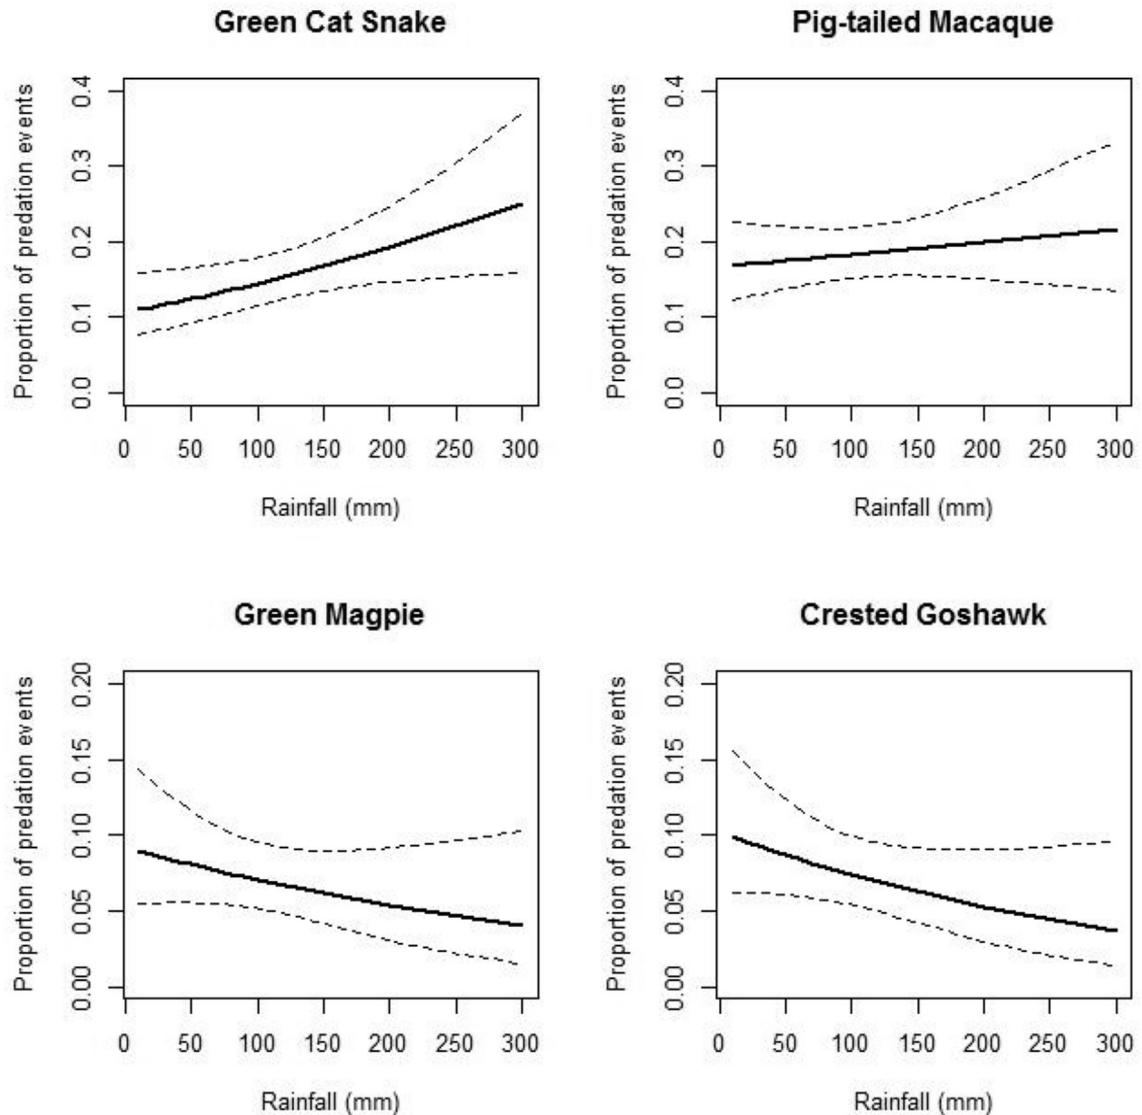 Green Cat Snake
Proportion of predation events
0.4
0.3
0.2
0.1
0.0
0 50 100 150 200 250 300
Rainfall (mm)
Pig-tailed Macaque
Proportion of predation events
0.4
0.3
0.2
0.1
0.0
0 50 100 150 200 250 300
Rainfall (mm)
Green Magpie
Proportion of predation events
0.20
0.15
0.10
0.05
0.00
0 50 100 150 200 250 300
Rainfall (mm)
Crested Goshawk
Proportion of predation events
0.20
0.15
0.10
0.05
0.00
0 50 100 150 200 250 300
Rainfall (mm)